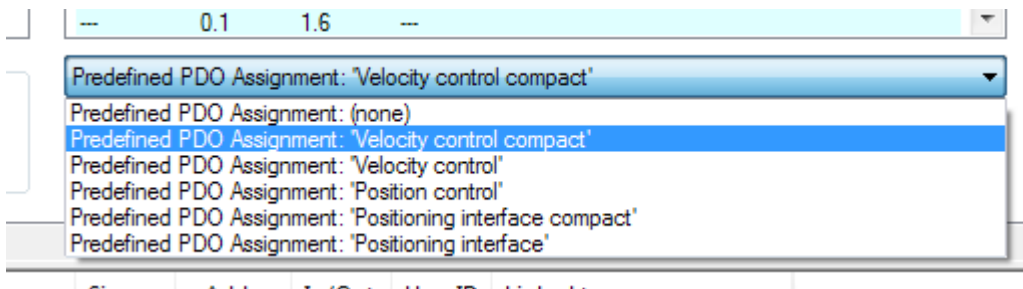 --- 0.1 1.6 ---
Predefined PDO Assignment: 'Velocity control compact'
Predefined PDO Assignment: (none)
Predefined PDO Assignment: 'Velocity control compact'
Predefined PDO Assignment: 'Velocity control'
Predefined PDO Assignment: 'Position control'
Predefined PDO Assignment: 'Positioning interface compact'
Predefined PDO Assignment: 'Positioning interface'